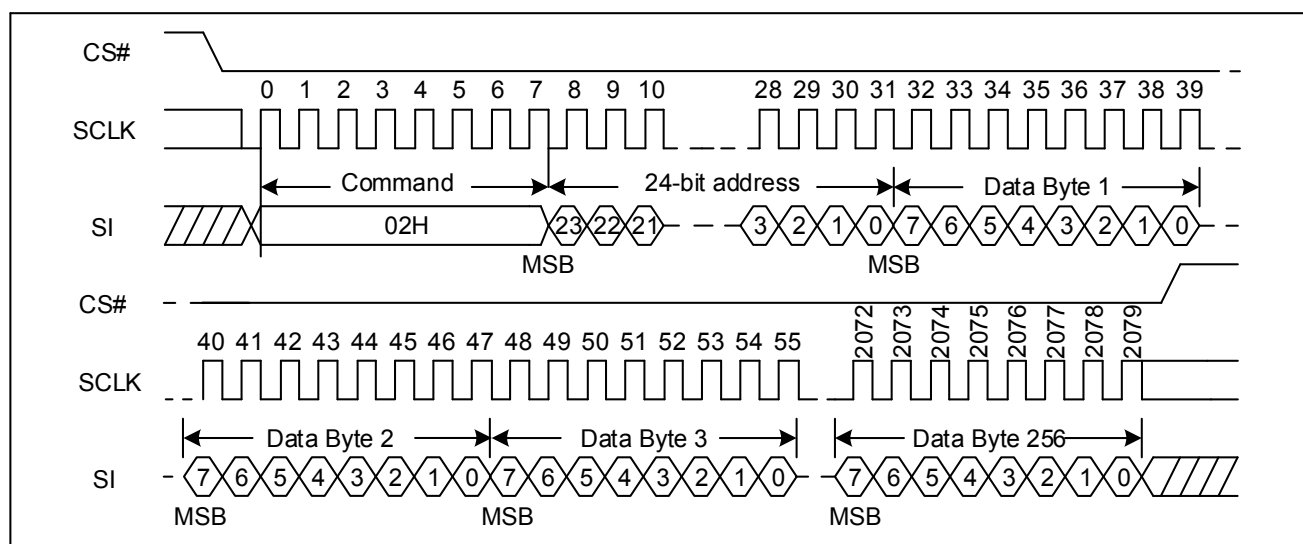 CS#
0 1 2 3 4 5 6 7 8 9 10 28 29 30 31 32 33 34 35 36 37 38 39
SCLK
Command 24-bit address Data Byte 1
SI 02H 23 22 21 3 2 1 0 7 6 5 4 3 2 1 0
MSB MSB
CS#
40 41 42 43 44 45 46 47 48 49 50 51 52 53 54 55 2072 2073 2074 2075 2076 2077 2078 2079
SCLK
Data Byte 2 Data Byte 3 Data Byte 256
SI 7 6 5 4 3 2 1 0 7 6 5 4 3 2 1 0 7 6 5 4 3 2 1 0
MSB MSB MSB